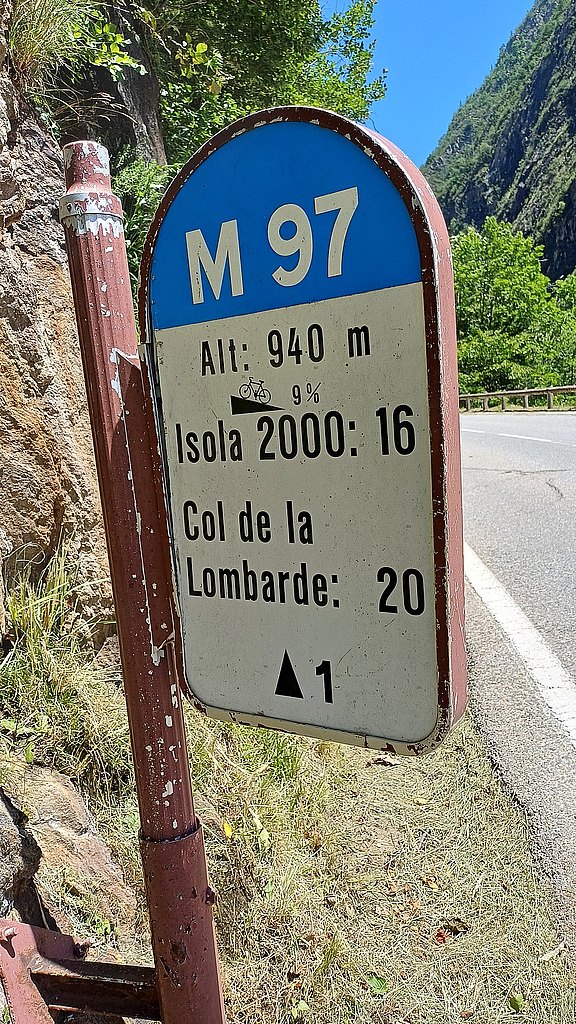 M 97
Alt: 940 m
9%
Isola 2000: 16
Col de la
Lombarde: 20
1